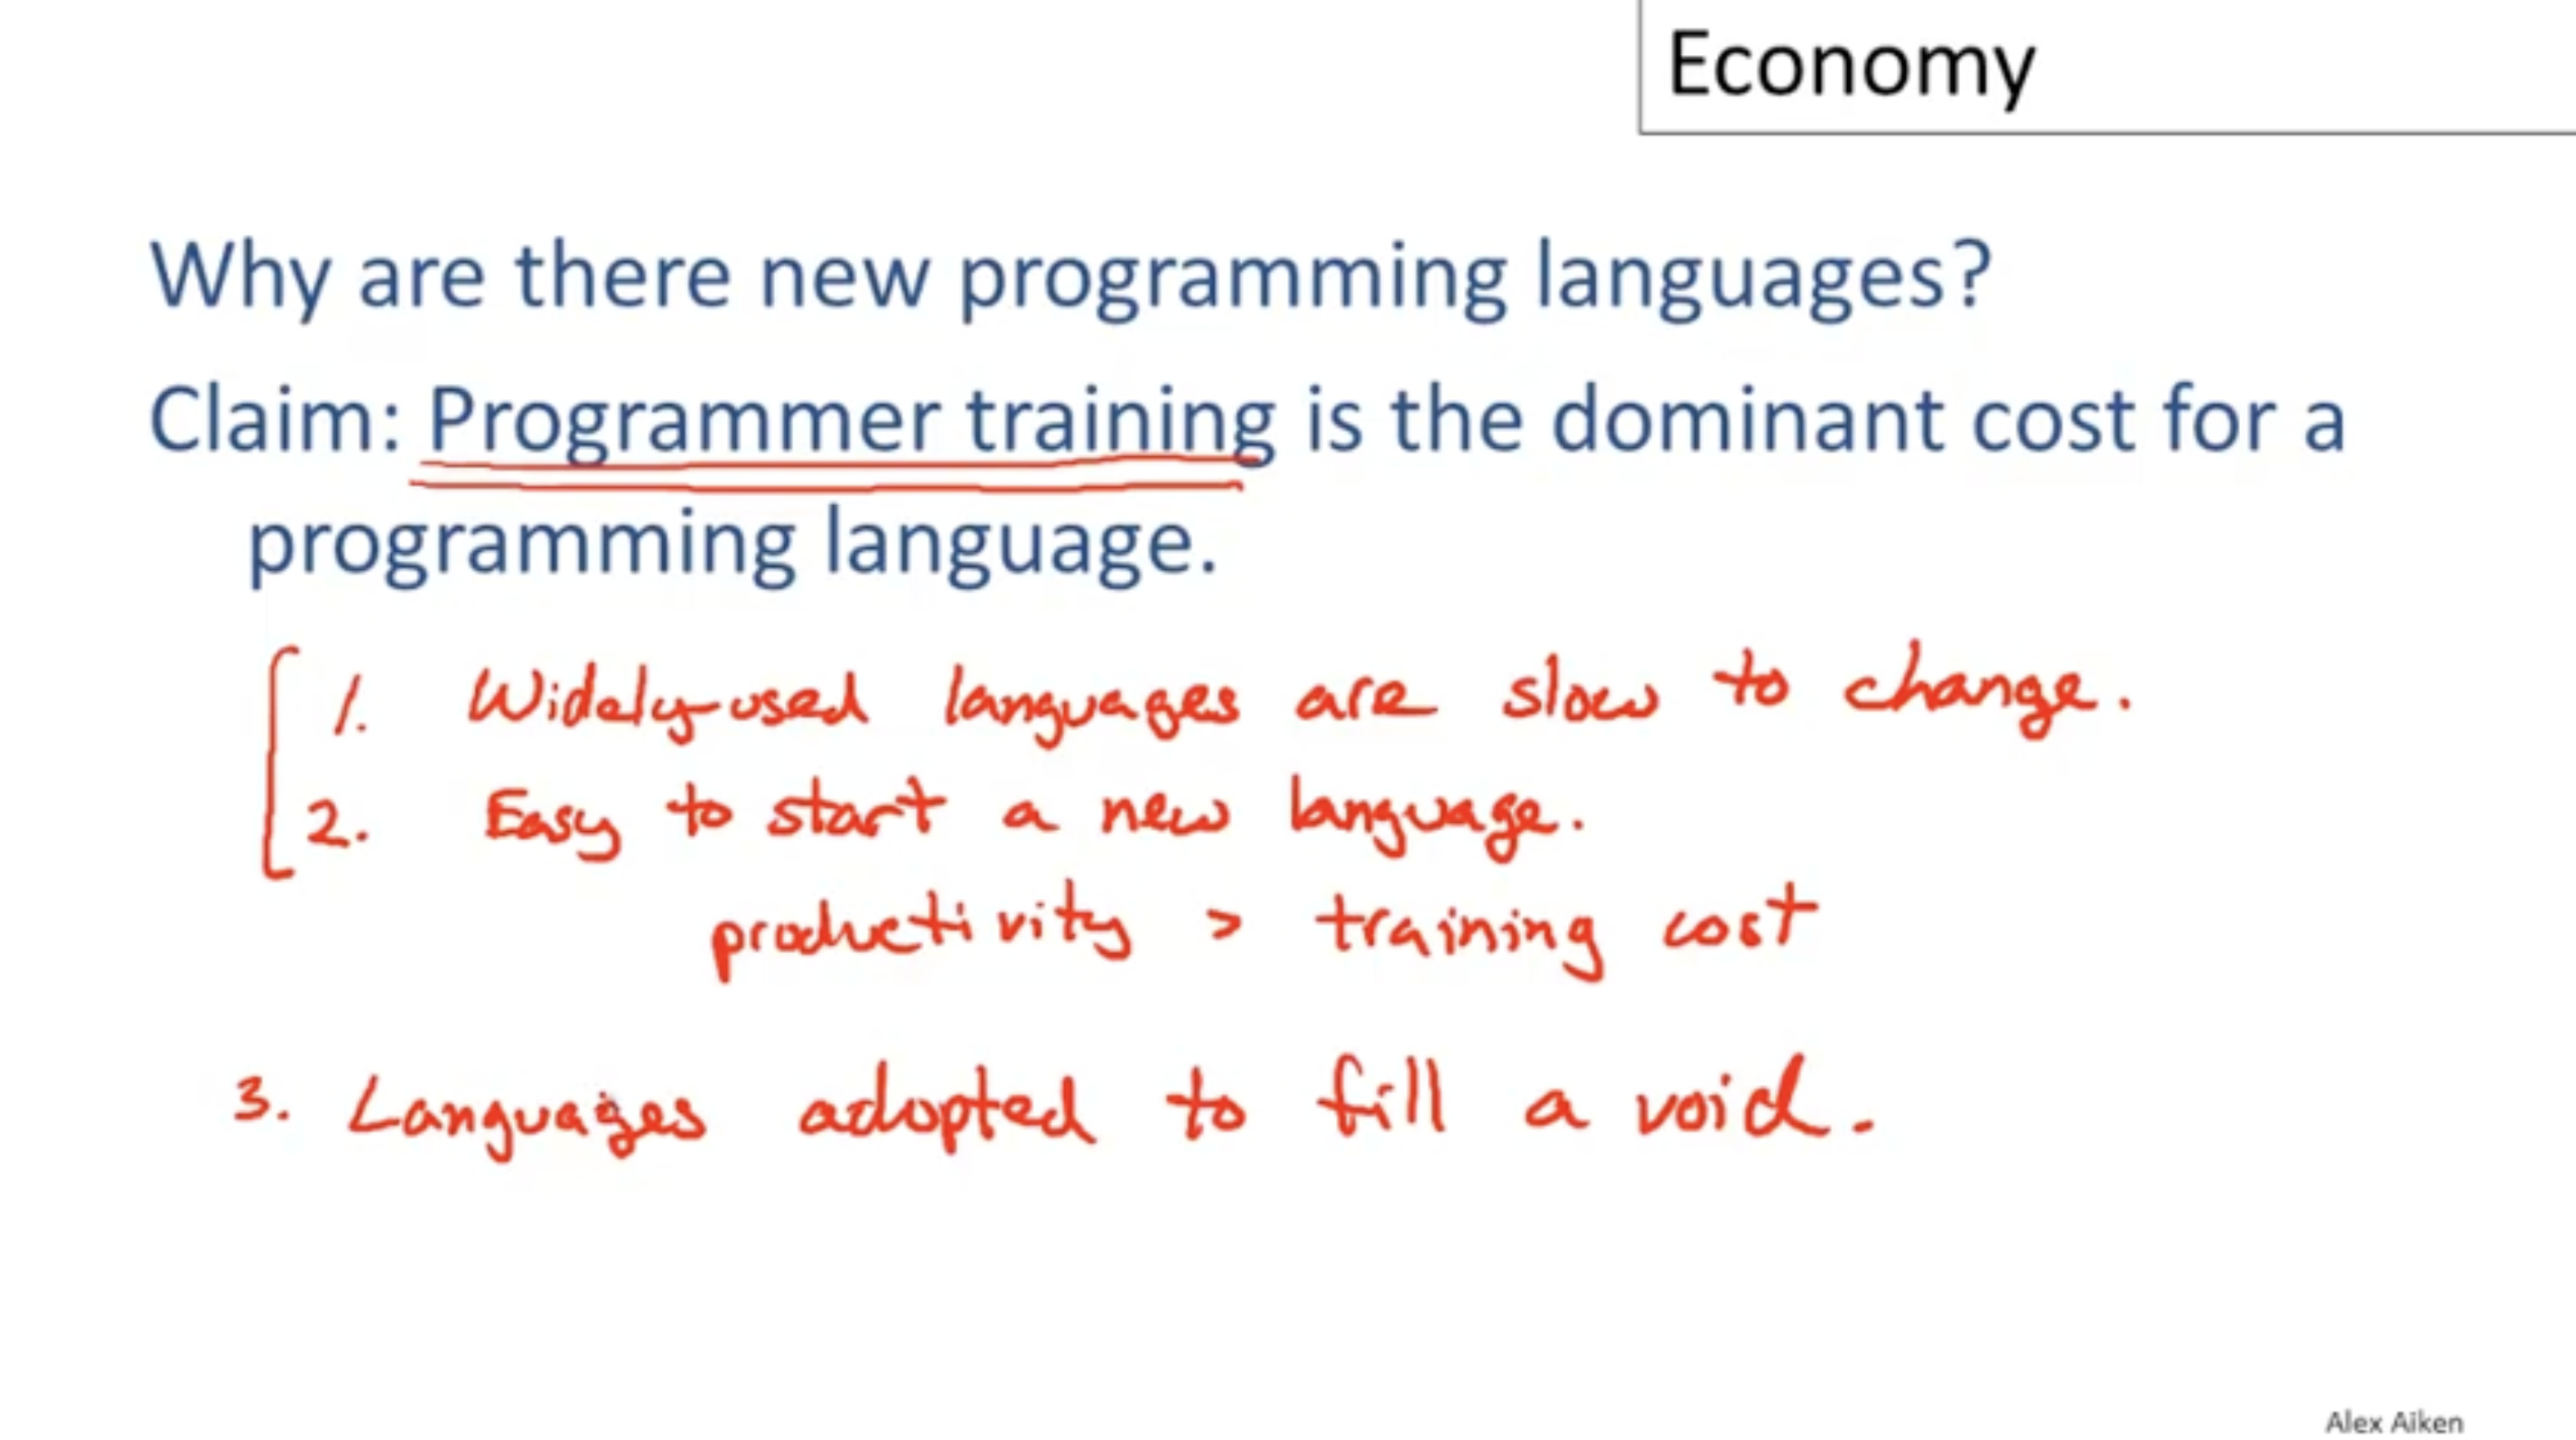 Economy
Why are there new programming languages?
Claim: Programmer training is the dominant cost for a
programming language.
1. Widely-used languages are slow to change.
2. Easy to start a new language.
productivity > training cost
3. Languages adopted to fill a void.
Alex Aiken